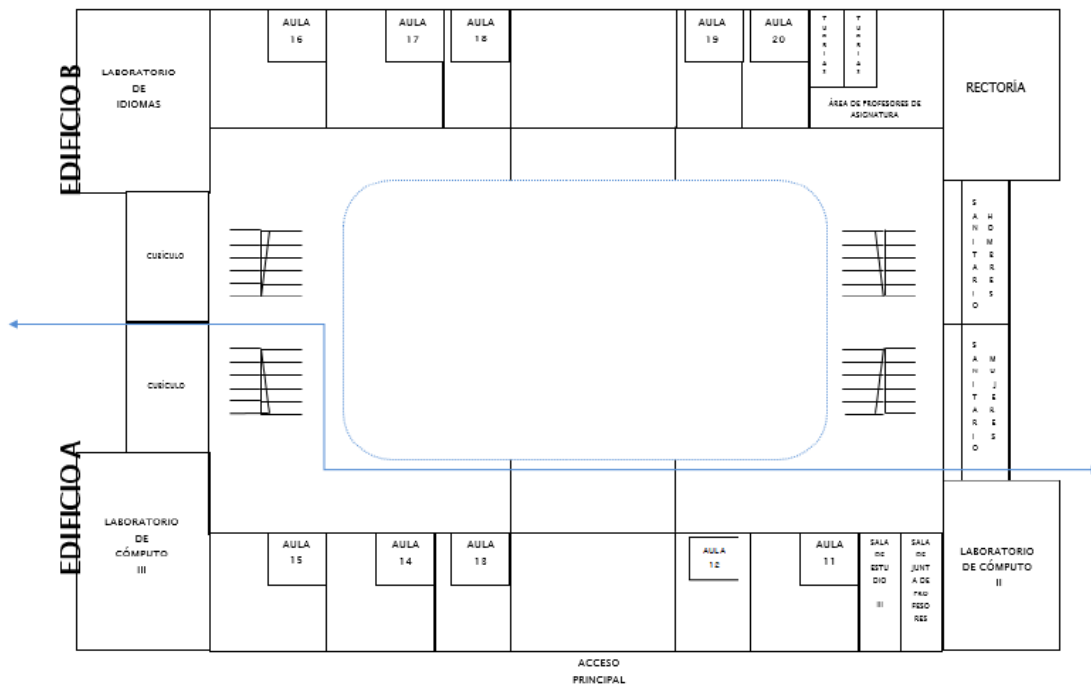 EDIFICIO B
LABORATORIO
DE
IDIOMAS
AULA
16
AULA
17
AULA
18
AULA
19
AULA
20
ÁREA DE PROFESORES DE
ASIGNATURA
RECTORÍA
CUBÍCULO
SANITARIO
HOMBRES
CUBÍCULO
SANITARIO
MUJERES
EDIFICIO A
LABORATORIO
DE
CÓMPUTO
III
AULA
15
AULA
14
AULA
13
AULA
12
AULA
11
SALA
DE
ESTU
DIO
III
SALA
DE
JUNT
A DE
PRO
FESO
RES
LABORATORIO
DE CÓMPUTO
II
ACCESO
PRINCIPAL